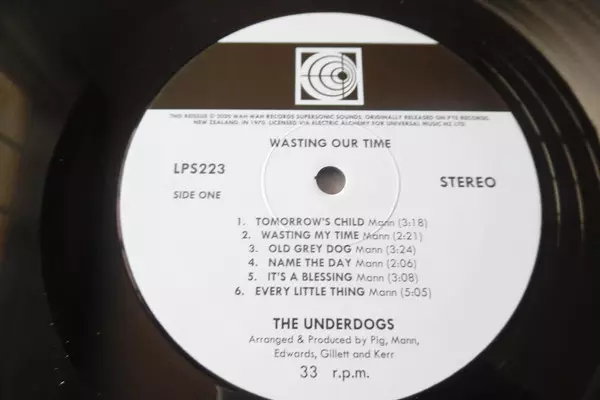 THIS REISSUE © 2020 WAH WAH RECORDS SUPERSONIC SOUNDS. ORIGINALLY RELEASED ON PYE RECORDS,
NEW ZEALAND, IN 1970. LICENSED VIA ELECTRIC ALCHEMY FOR UNIVERSAL MUSIC NZ LTD.
WASTING OUR TIME
LPS223
STEREO
SIDE ONE
1. TOMORROW'S CHILD Mann (3:18)
2. WASTING MY TIME Mann (2:21)
3. OLD GREY DOG Mann (3:24)
4. NAME THE DAY Mann (2:06)
5. IT'S A BLESSING Mann (3:08)
6. EVERY LITTLE THING Mann (5:05)
THE UNDERDOGS
Arranged & Produced by Pig, Mann,
Edwards, Gillett and Kerr
33 r.p.m.